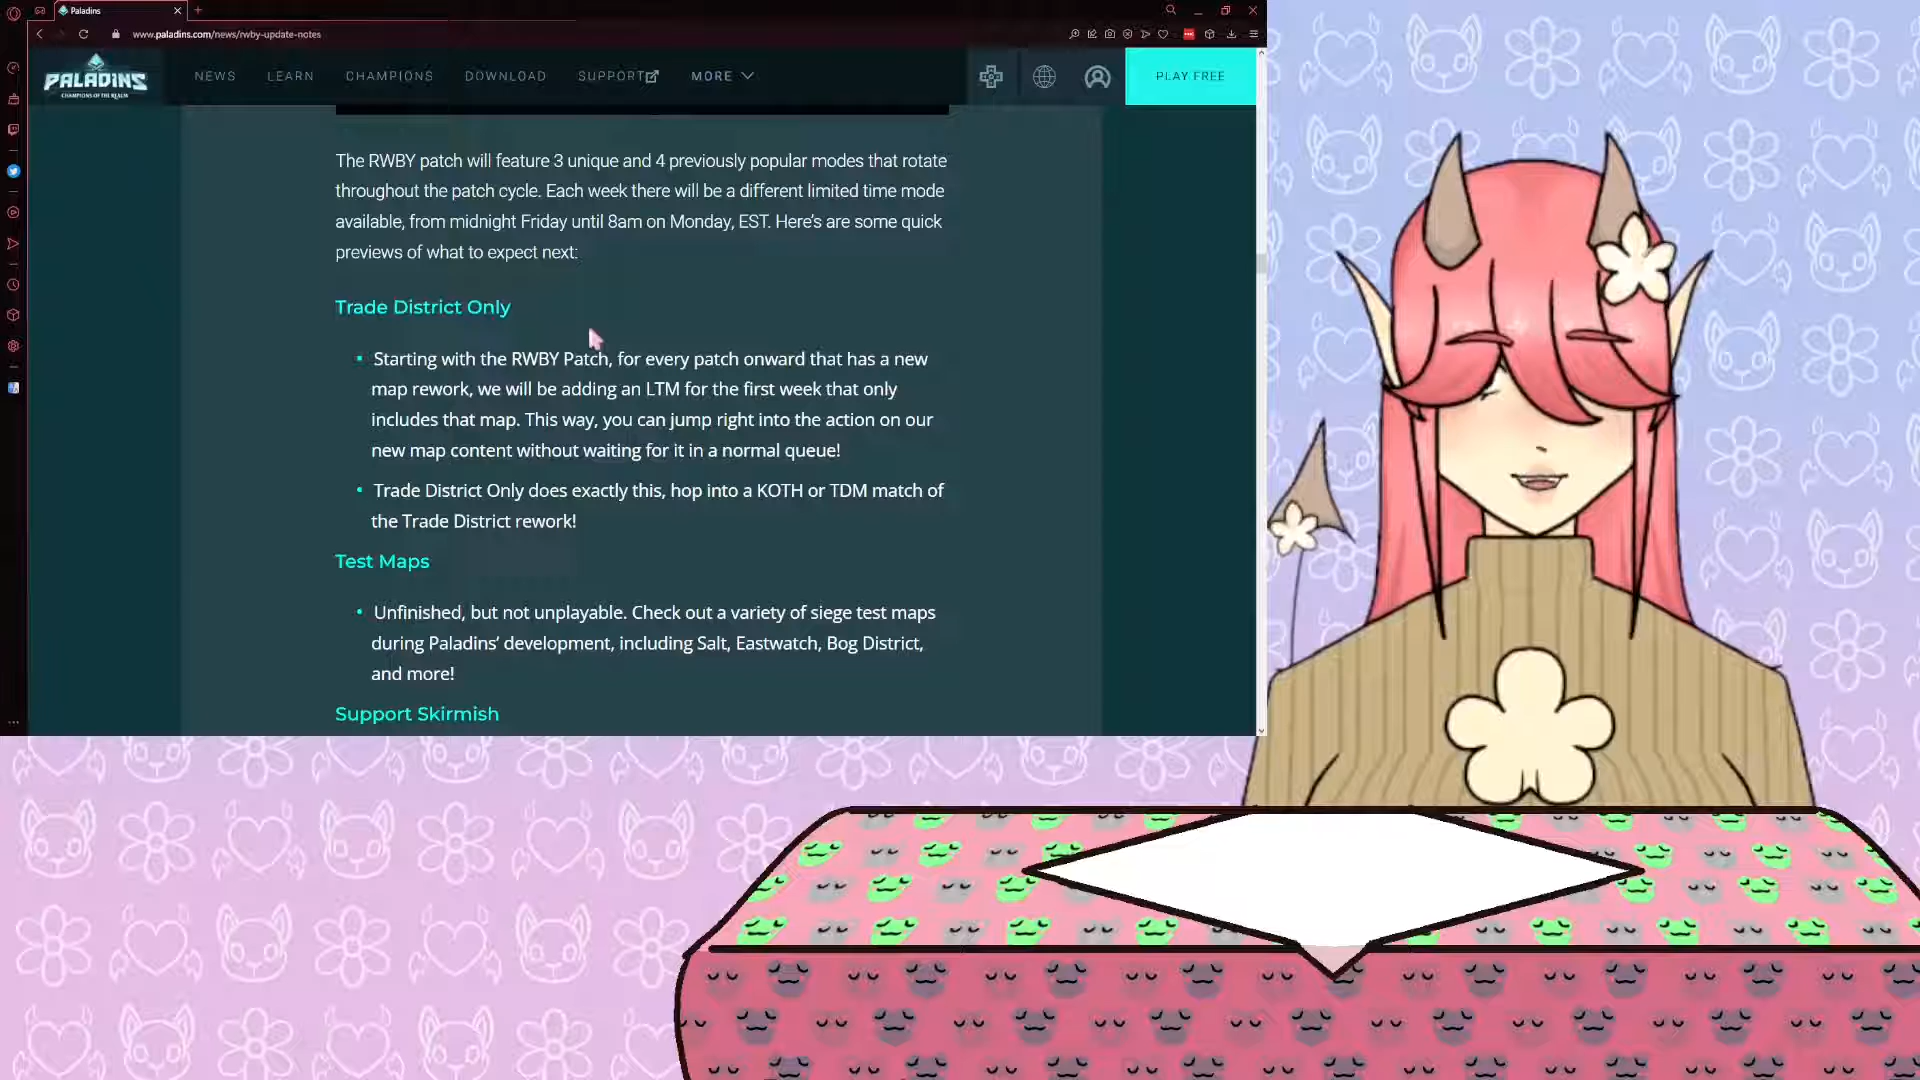 Paladins
www.paladins.com/news/rwby-update-notes
PALADINS
CHAMPIONS OF THE REALM
NEWS LEARN CHAMPIONS DOWNLOAD SUPPORT MORE PLAY FREE
The RWBY patch will feature 3 unique and 4 previously popular modes that rotate
throughout the patch cycle. Each week there will be a different limited time mode
available, from midnight Friday until 8am on Monday, EST. Here's are some quick
previews of what to expect next:
Trade District Only
Starting with the RWBY Patch, for every patch onward that has a new
map rework, we will be adding an LTM for the first week that only
includes that map. This way, you can jump right into the action on our
new map content without waiting for it in a normal queue!
Trade District Only does exactly this, hop into a KOTH or TDM match of
the Trade District rework!
Test Maps
Unfinished, but not unplayable. Check out a variety of siege test maps
during Paladins’ development, including Salt, Eastwatch, Bog District,
and more!
Support Skirmish